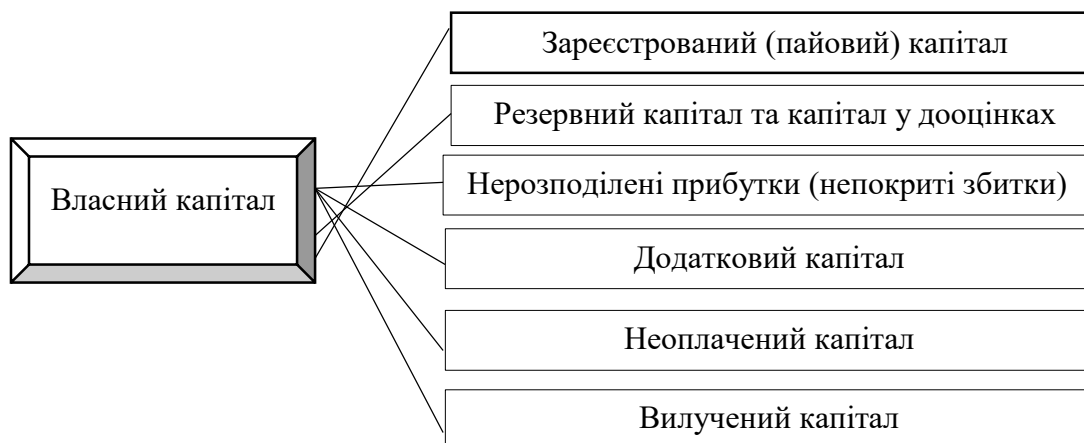 Зареєстрований (пайовий) капітал
Резервний капітал та капітал у дооцінках
Власний капітал
Нерозподілені прибутки (непокриті збитки)
Додатковий капітал
Неоплачений капітал
Вилучений капітал